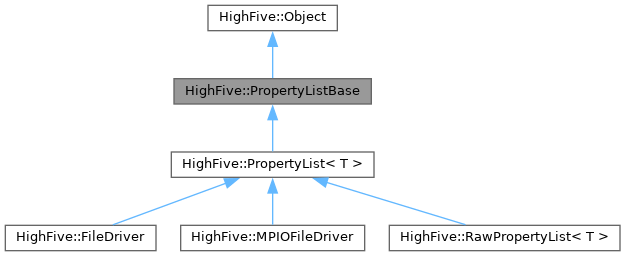 HighFive::Object
HighFive::PropertyListBase
HighFive::PropertyList< T >
HighFive::FileDriver
HighFive::MPIOFileDriver
HighFive::RawPropertyList< T >